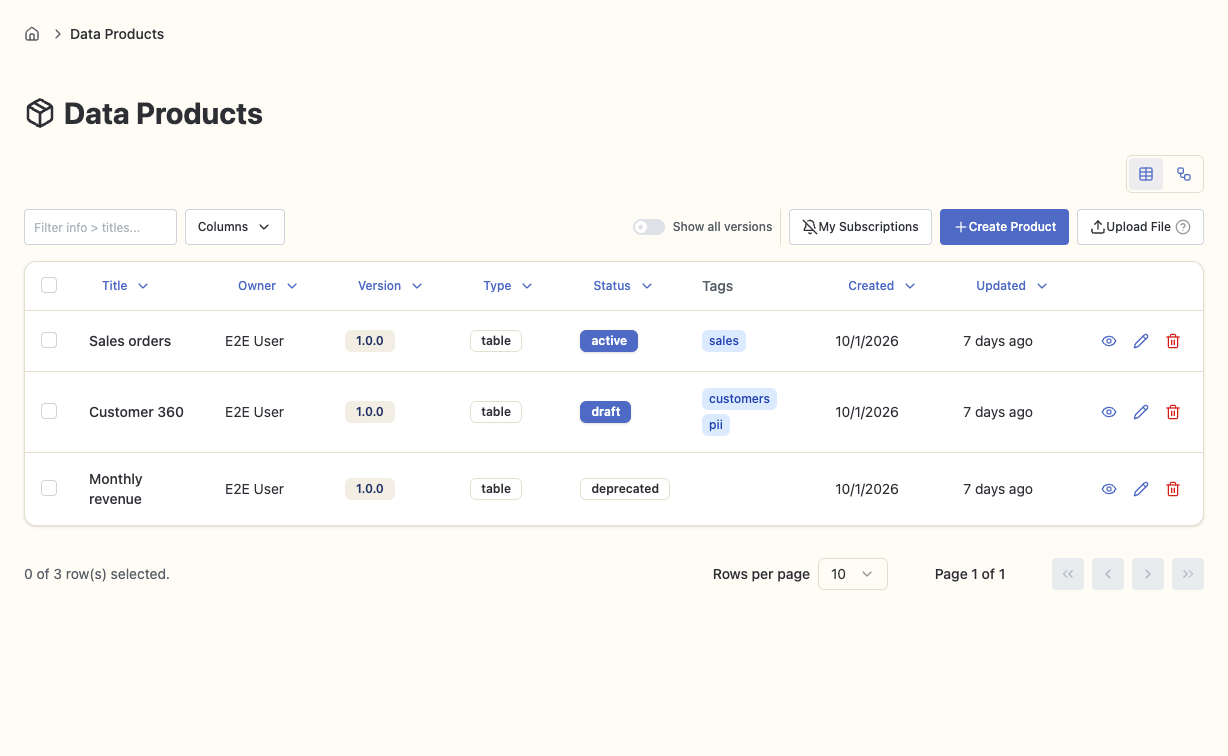 Data Products
Data Products
Filter info > titles...
Columns
Show all versions
My Subscriptions
Create Product
Upload File
Title Owner Version Type Status Tags Created Updated
Sales orders E2E User 1.0.0 table active sales 10/1/2026 7 days ago
Customer 360 E2E User 1.0.0 table draft customers 10/1/2026 7 days ago
pii
Monthly
revenue E2E User 1.0.0 table deprecated 10/1/2026 7 days ago
0 of 3 row(s) selected.
Rows per page 10 Page 1 of 1